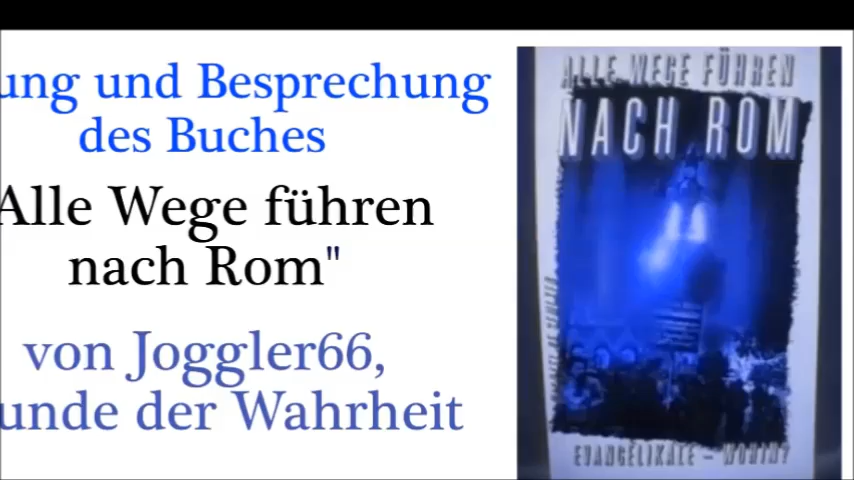 ung und Besprechung
des Buches
Alle Wege führen
nach Rom"
von Joggler66,
unde der Wahrheit
ALLE WEGE FÜHREN
NACH ROM
EVANGELIKALE – WOHIN?